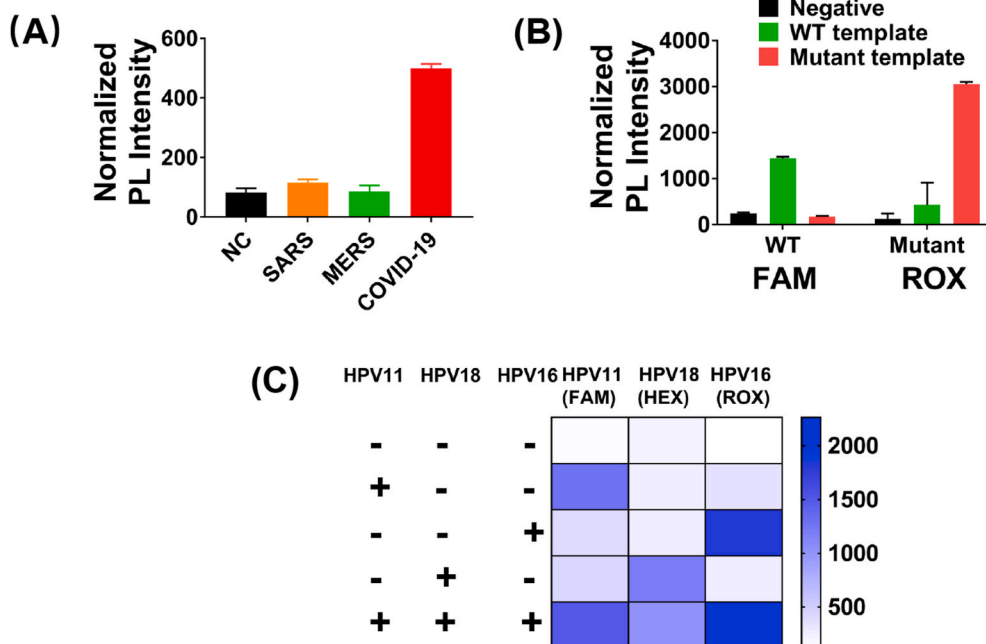 (A)
Normalized
PL Intensity
600
400
200
0
NC
SARS
MERS
COVID-19
(B)
Negative
WT template
Mutant template
Normalized
PL Intensity
4000
3000
2000
1000
0
WT
Mutant
FAM
ROX
(C)
HPV11 HPV18 HPV16 HPV11 HPV18 HPV16
(FAM) (HEX) (ROX)
- - -
+ - -
- - +
- + -
+ + +
2000
1500
1000
500